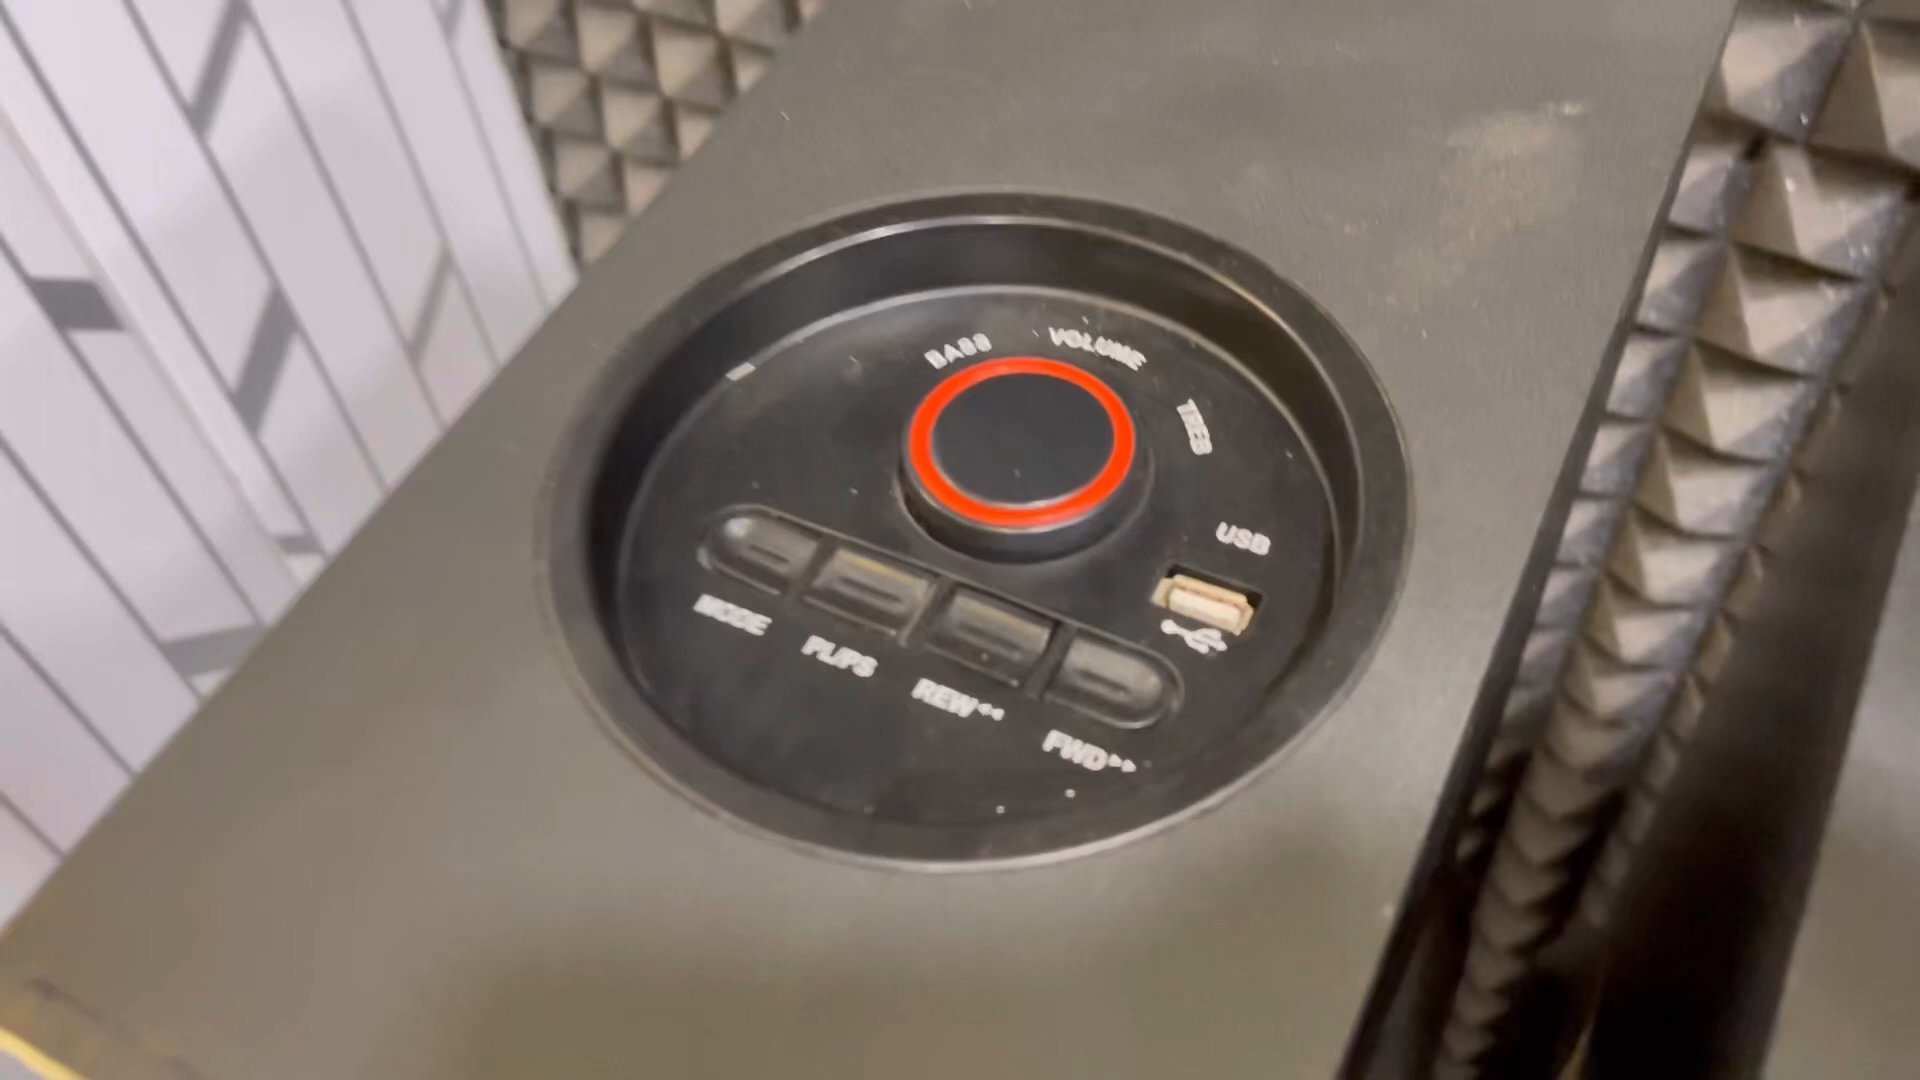 BASS
VOLUME
TREB
USB
MODE
PL/PS
REW◄◄
FWD►►